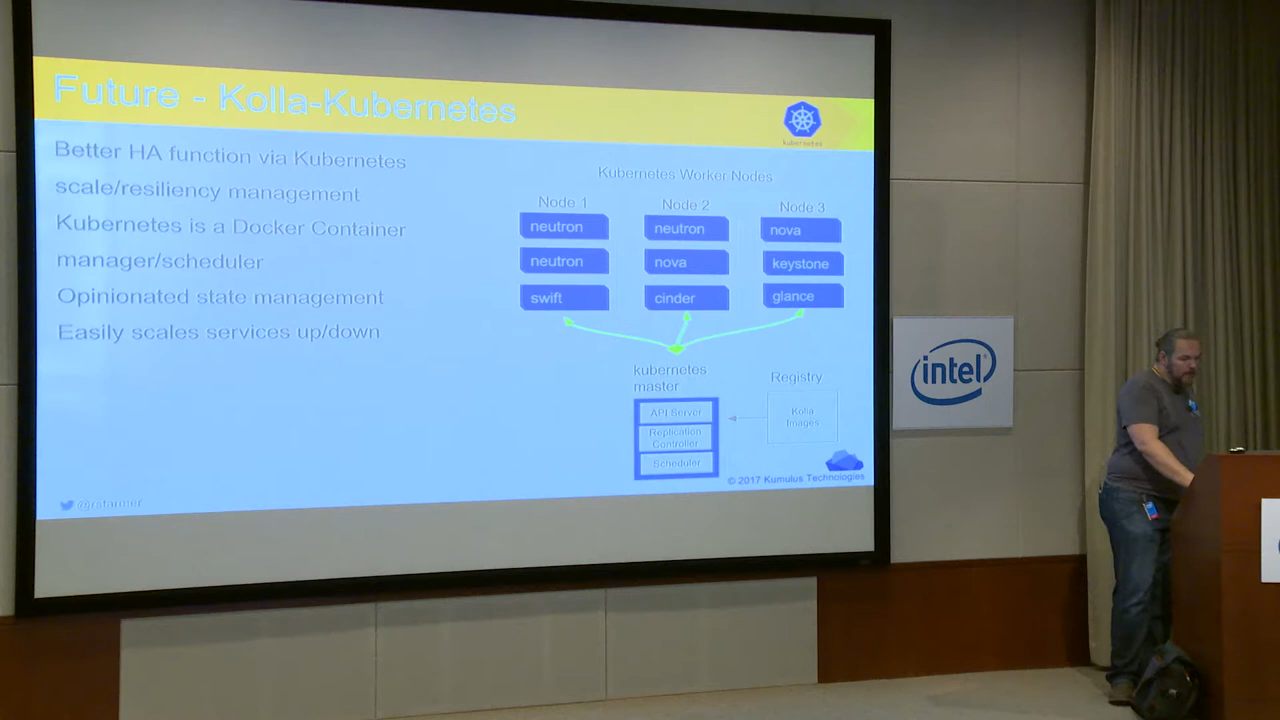 Future - Kolla-Kubernetes
kubernetes
Better HA function via Kubernetes
scale/resiliency management
Kubernetes is a Docker Container
manager/scheduler
Opinionated state management
Easily scales services up/down
Kubernetes Worker Nodes
Node 1
Node 2
Node 3
neutron
neutron
nova
neutron
nova
keystone
swift
cinder
glance
kubernetes
master
Registry
API Server
Replication
Controller
Scheduler
Kolla
Images
© 2017 Kumulus Technologies
intel®